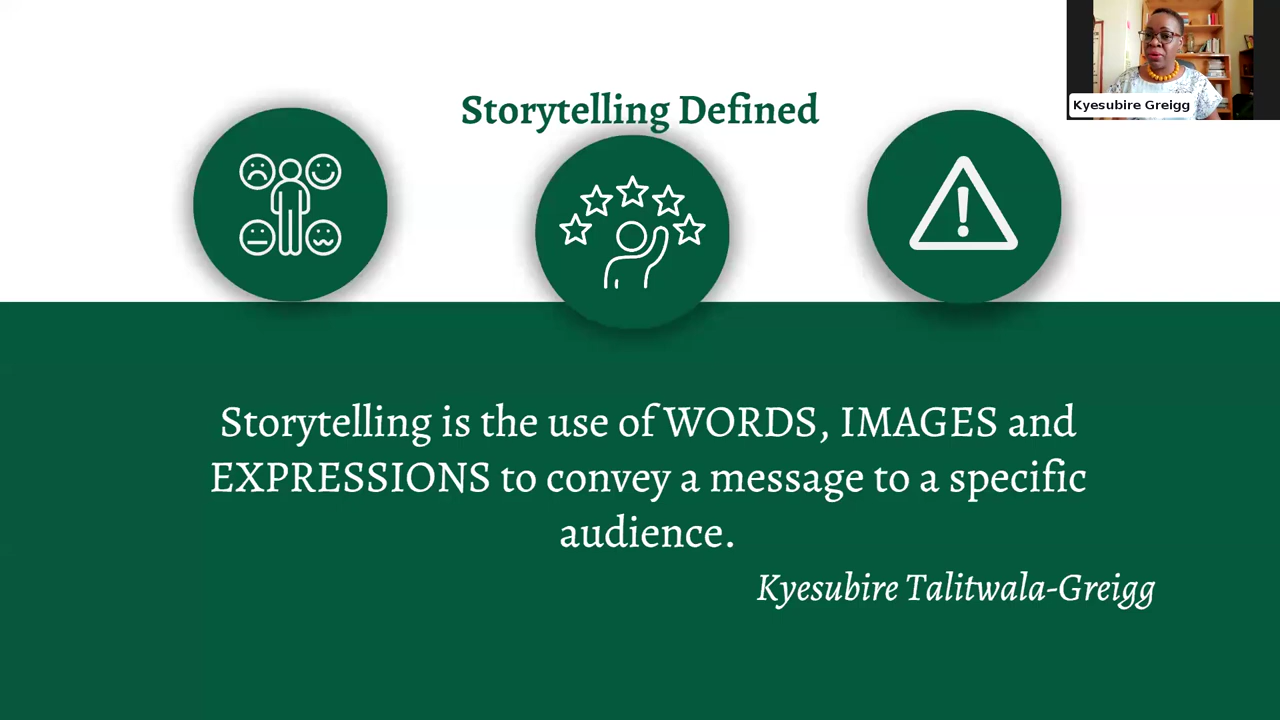 Kyesubire Greigg
Storytelling Defined
Storytelling is the use of WORDS, IMAGES and
EXPRESSIONS to convey a message to a specific
audience.
Kyesubire Talitwala-Greigg